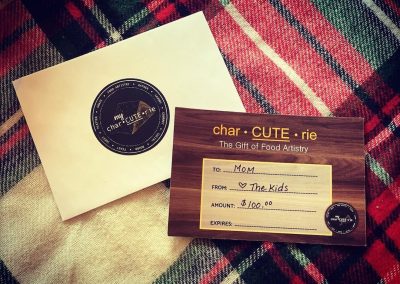 my
char•CUTE•rie
char • CUTE • rie
The Gift of Food Artistry
TO: MOM
FROM: ♡ The Kids
AMOUNT: $100.00
EXPIRES: